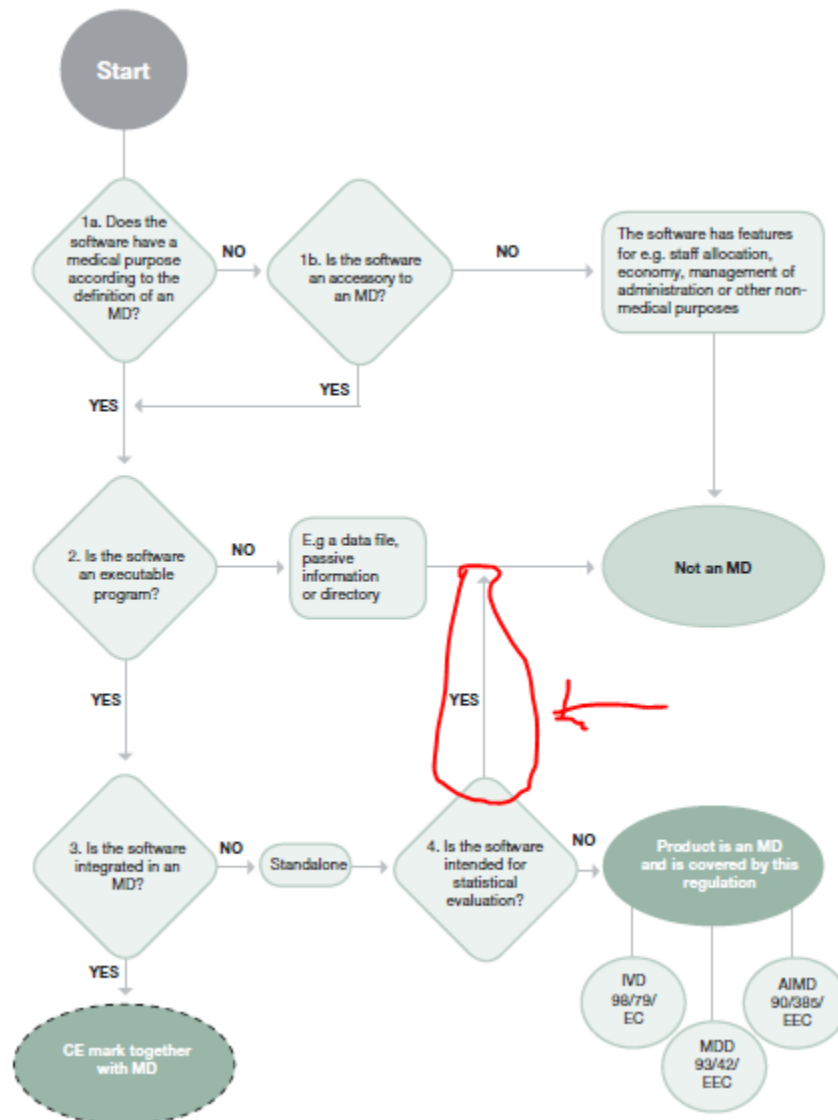 Start
1a. Does the
software have a
medical purpose
according to the
definition of an
MD?
NO
1b. Is the software
an accessory to
an MD?
NO
The software has features
for e.g. staff allocation,
economy, management of
administration or other non-
medical purposes
YES
YES
2. Is the software
an executable
program?
NO
E.g a data file,
passive
information
or directory
Not an MD
YES
YES
3. Is the software
integrated in an
MD?
NO
Standalone
4. Is the software
intended for
statistical
evaluation?
NO
Product is an MD
and is covered by this
regulation
YES
CE mark together
with MD
IVD
98/79/
EC
MDD
93/42/
EEC
AIMD
90/385/
EEC